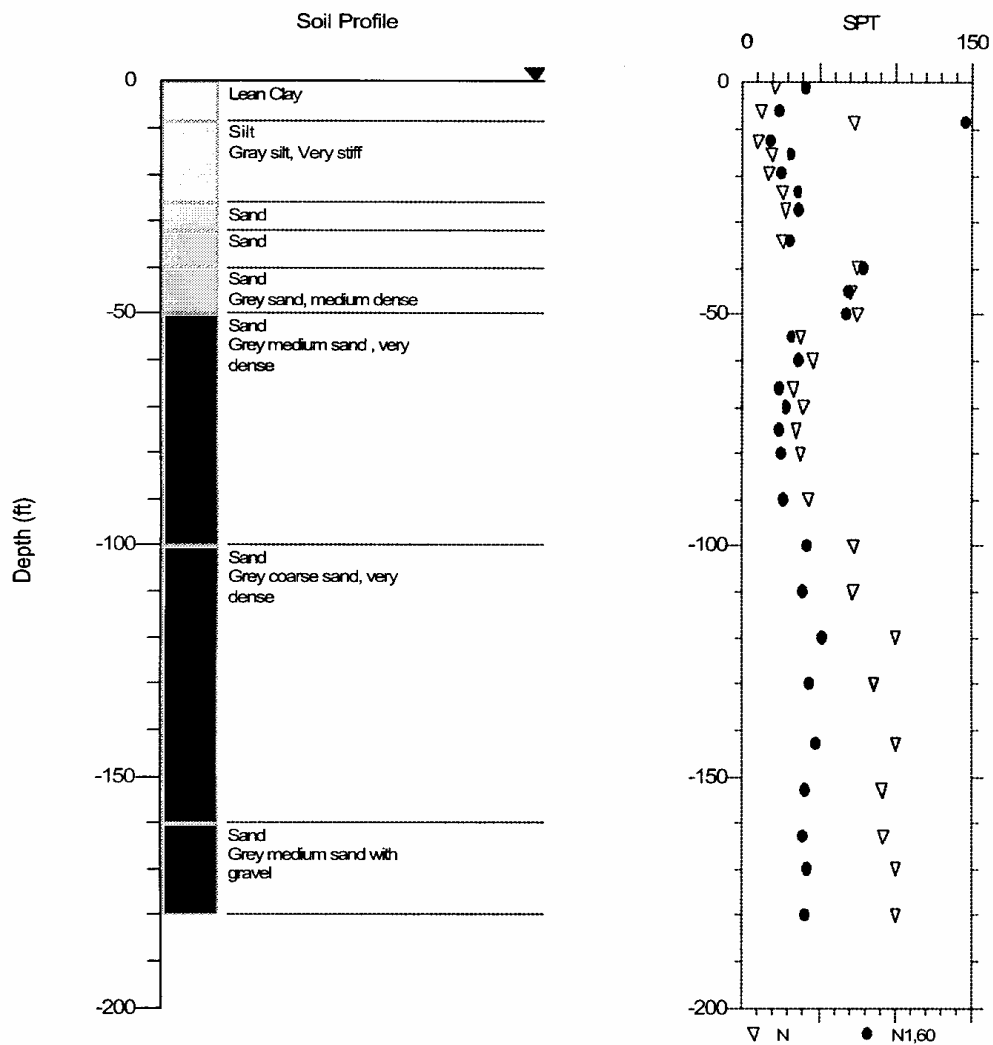 Soil Profile
Depth (ft)
0
-50
-100
-150
-200
Lean Clay
Silt
Gray silt, Very stiff
Sand
Sand
Sand
Grey sand, medium dense
Sand
Grey medium sand , very
dense
Sand
Grey coarse sand, very
dense
Sand
Grey medium sand with
gravel
SPT
0
150
0
-50
-100
-150
-200
N
N1,60